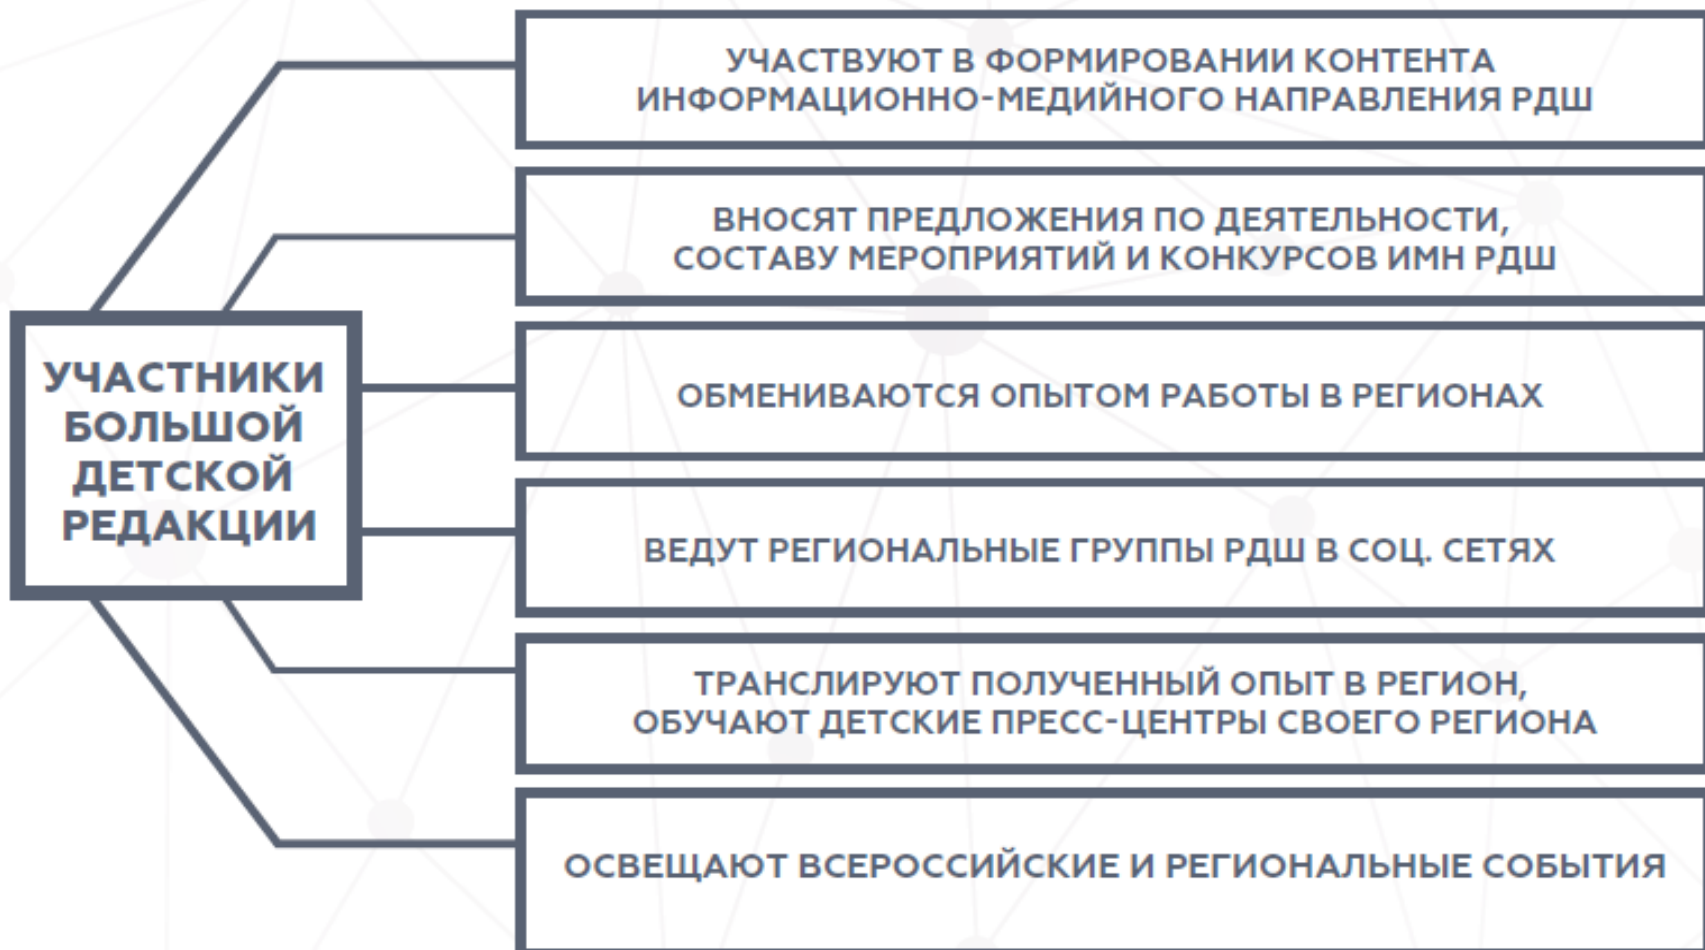 УЧАСТНИКИ
БОЛЬШОЙ
ДЕТСКОЙ
РЕДАКЦИИ
УЧАСТВУЮТ В ФОРМИРОВАНИИ КОНТЕНТА
ИНФОРМАЦИОННО-МЕДИЙНОГО НАПРАВЛЕНИЯ РДШ
ВНОСЯТ ПРЕДЛОЖЕНИЯ ПО ДЕЯТЕЛЬНОСТИ,
СОСТАВУ МЕРОПРИЯТИЙ И КОНКУРСОВ ИМН РДШ
ОБМЕНИВАЮТСЯ ОПЫТОМ РАБОТЫ В РЕГИОНАХ
ВЕДУТ РЕГИОНАЛЬНЫЕ ГРУППЫ РДШ В СОЦ. СЕТЯХ
ТРАНСЛИРУЮТ ПОЛУЧЕННЫЙ ОПЫТ В РЕГИОН,
ОБУЧАЮТ ДЕТСКИЕ ПРЕСС-ЦЕНТРЫ СВОЕГО РЕГИОНА
ОСВЕЩАЮТ ВСЕРОССИЙСКИЕ И РЕГИОНАЛЬНЫЕ СОБЫТИЯ